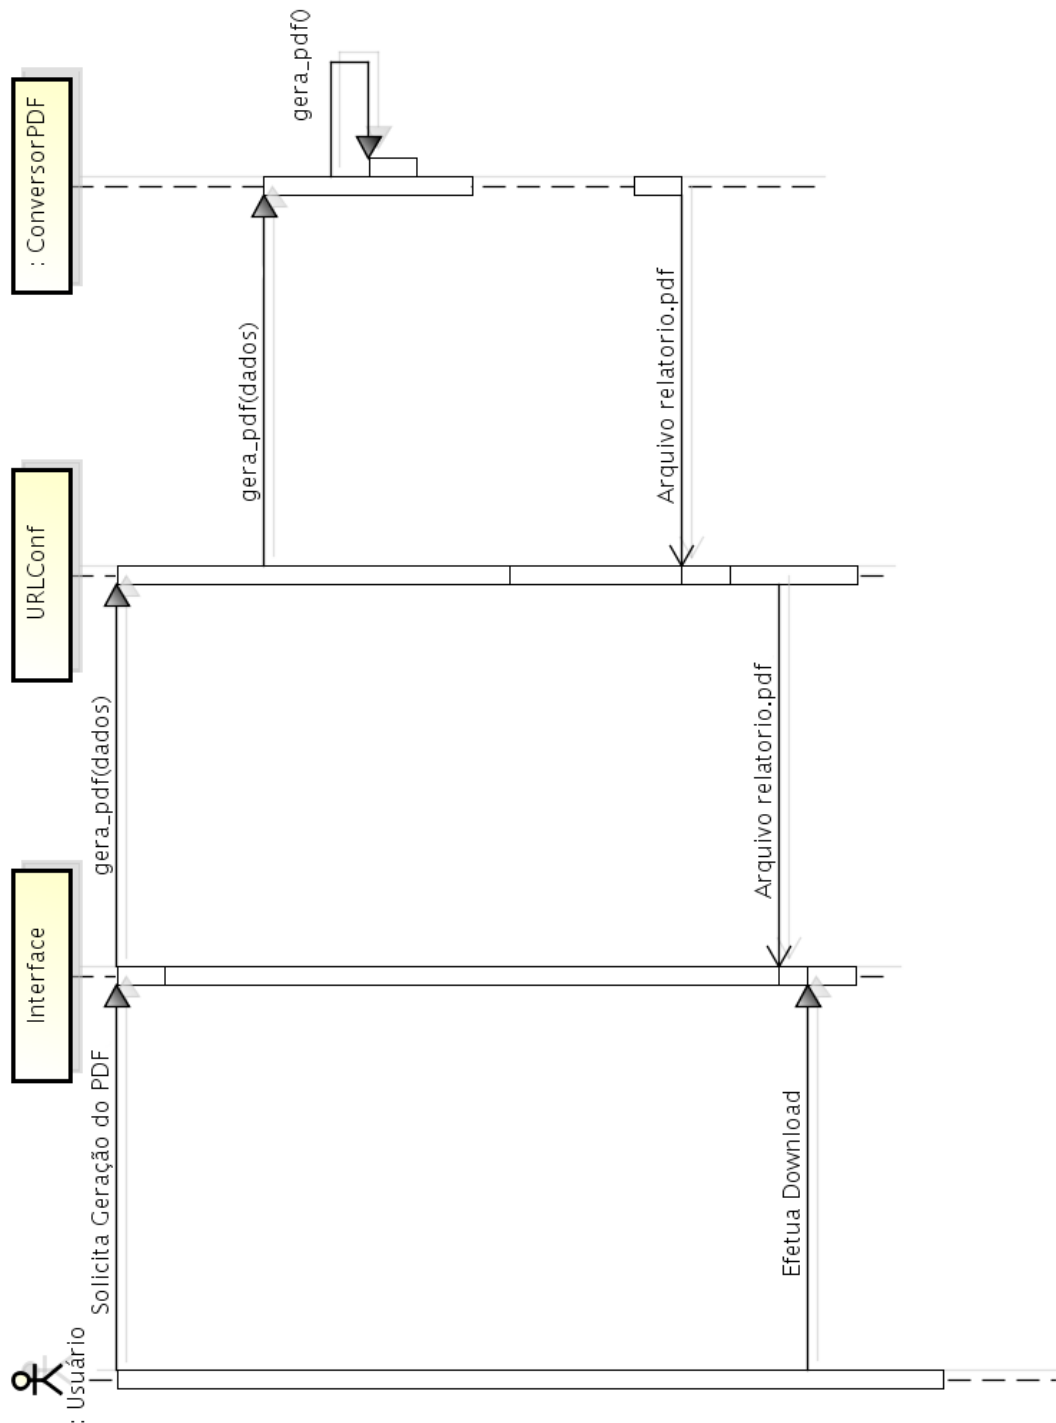 : Usuário
Interface
URLConf
: ConversorPDF
Solicita Geração do PDF
gera_pdf(dados)
gera_pdf(dados)
gera_pdf()
Arquivo relatorio.pdf
Arquivo relatorio.pdf
Efetua Download